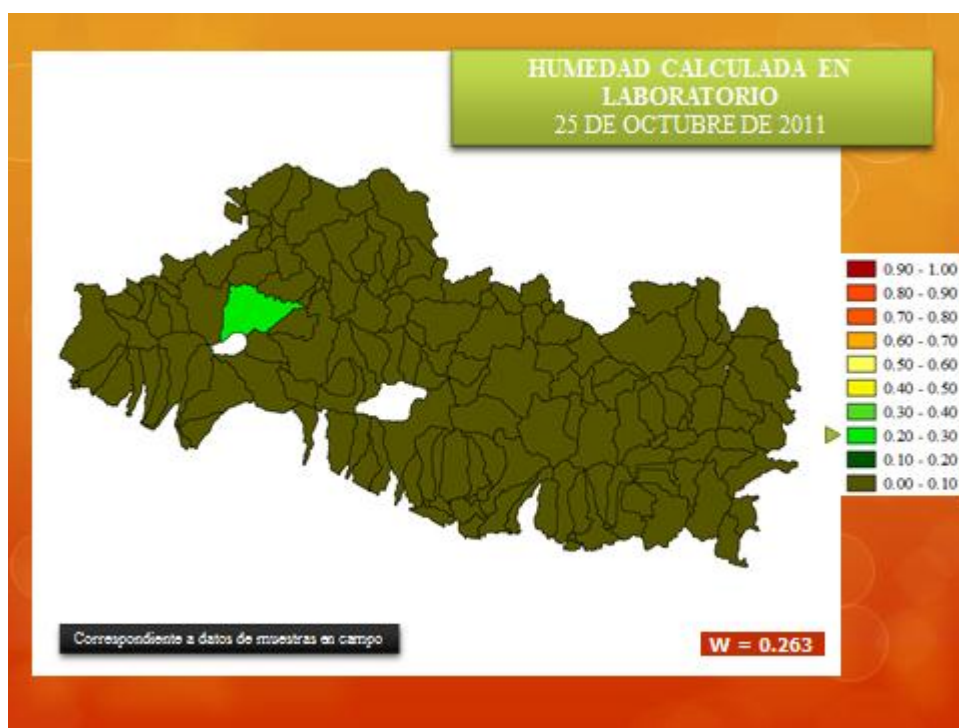 HUMEDAD CALCULADA EN
LABORATORIO
25 DE OCTUBRE DE 2011
0.90 - 1.00
0.80 - 0.90
0.70 - 0.80
0.60 - 0.70
0.50 - 0.60
0.40 - 0.50
0.30 - 0.40
0.20 - 0.30
0.10 - 0.20
0.00 - 0.10
Correspondiente a datos de muestras en campo
W = 0.263